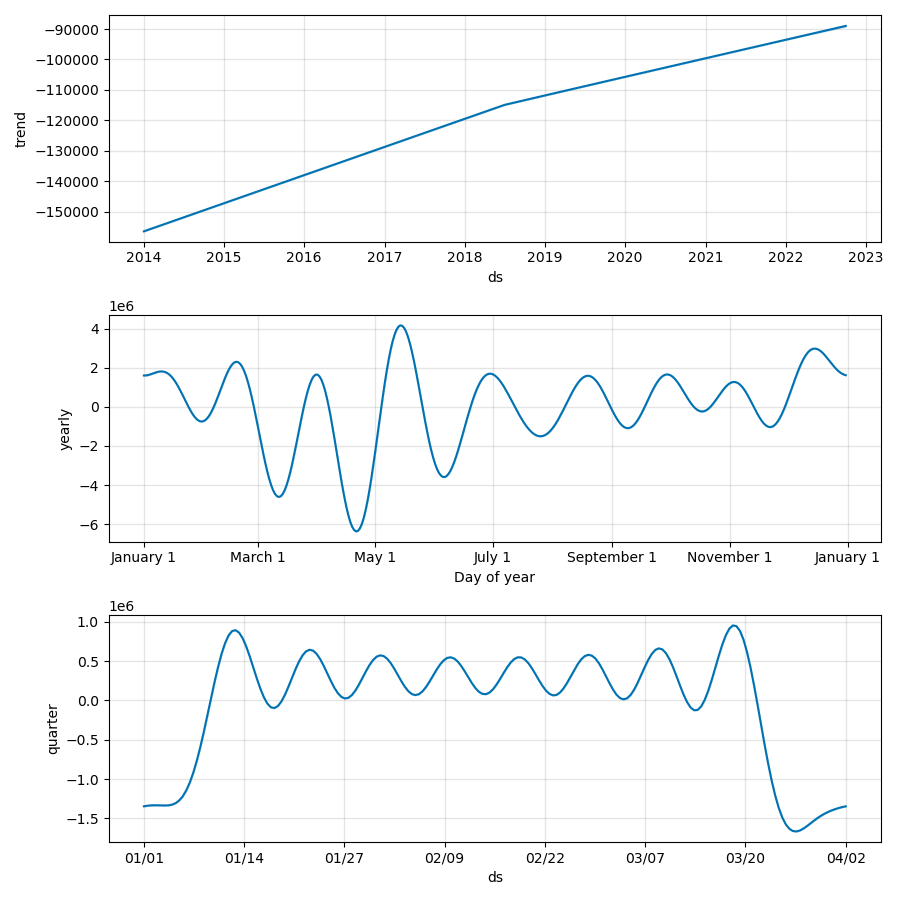 −90000
−100000
−110000
−120000
−130000
−140000
−150000
trend
2014 2015 2016 2017 2018 2019 2020 2021 2022 2023
ds
1e6
4
2
0
−2
−4
−6
yearly
January 1 March 1 May 1 July 1 September 1 November 1 January 1
Day of year
1e6
1.0
0.5
0.0
−0.5
−1.0
−1.5
quarter
01/01 01/14 01/27 02/09 02/22 03/07 03/20 04/02
ds